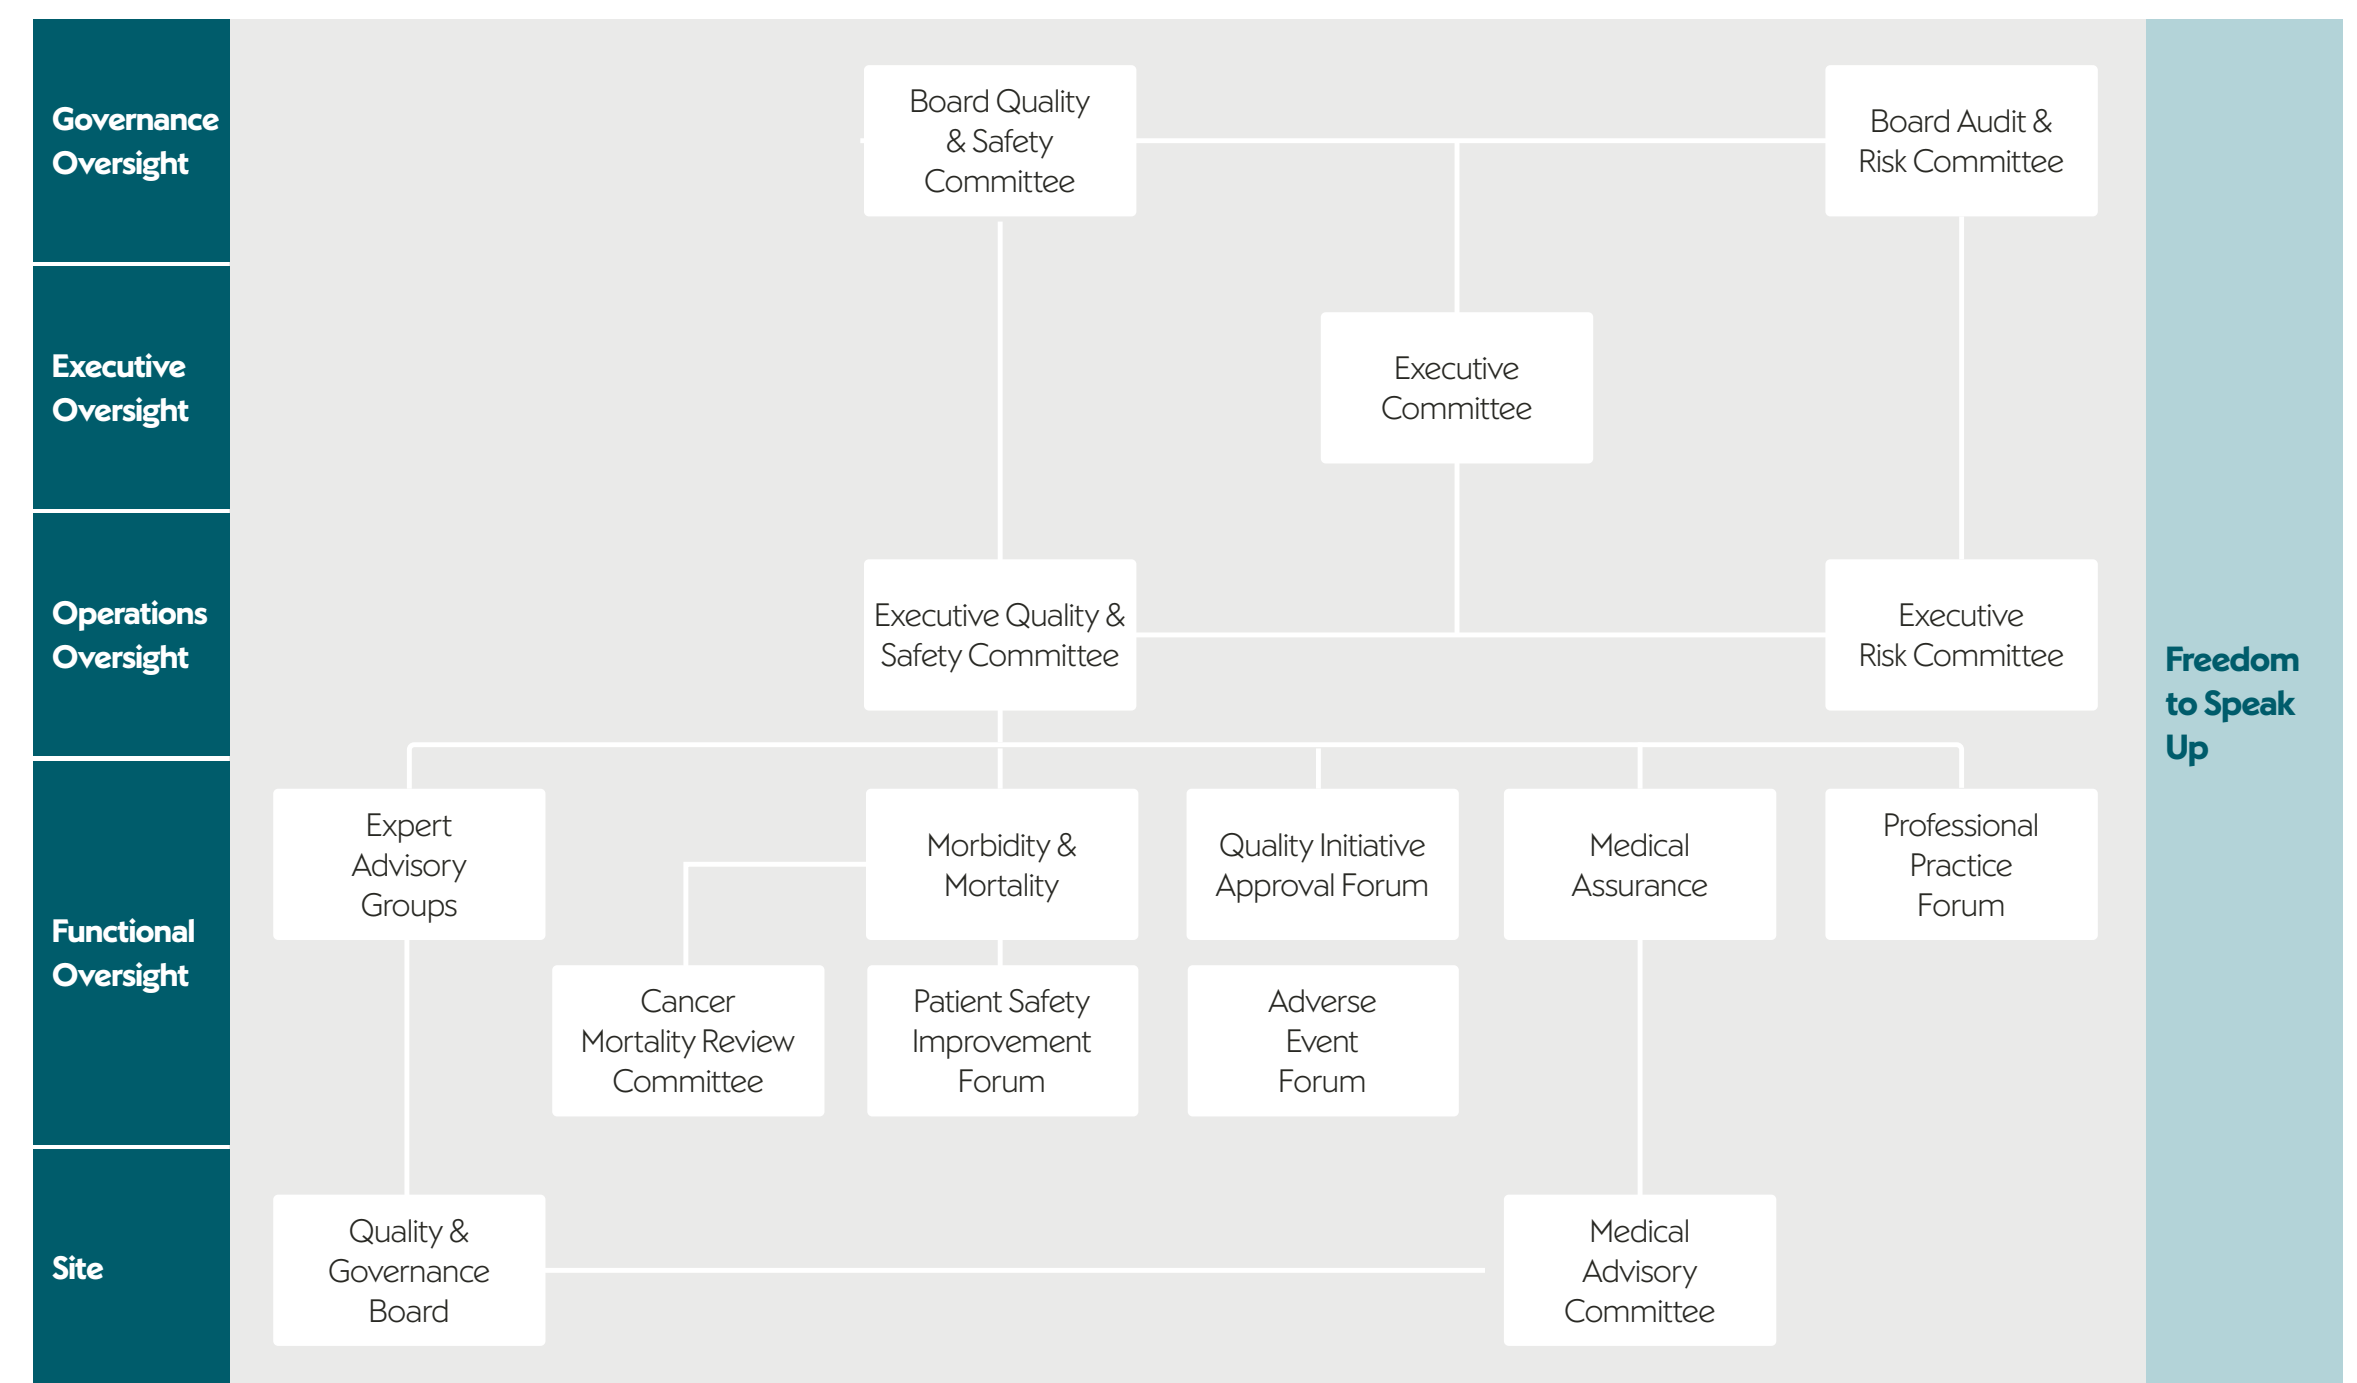 Governance
Oversight
Board Quality
& Safety
Committee
Board Audit &
Risk Committee
Executive
Oversight
Executive
Committee
Operations
Oversight
Executive Quality &
Safety Committee
Executive
Risk Committee
Freedom
to Speak
Up
Functional
Oversight
Expert
Advisory
Groups
Morbidity &
Mortality
Quality Initiative
Approval Forum
Medical
Assurance
Professional
Practice
Forum
Cancer
Mortality Review
Committee
Patient Safety
Improvement
Forum
Adverse
Event
Forum
Site
Quality &
Governance
Board
Medical
Advisory
Committee